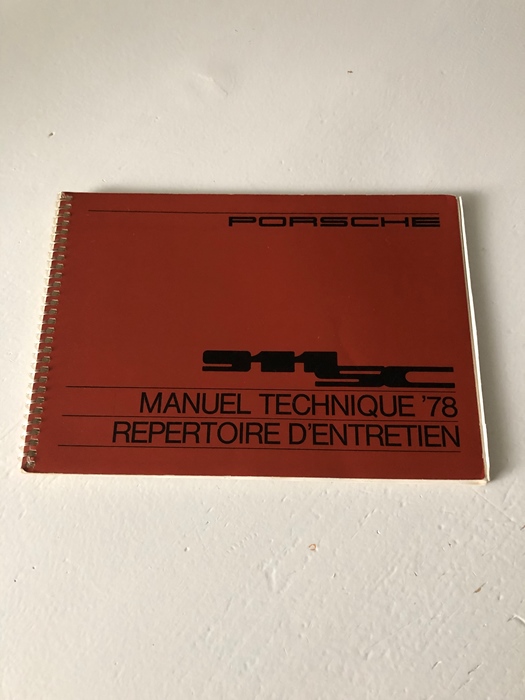 PORSCHE
911SC
MANUEL TECHNIQUE '78
REPERTOIRE D'ENTRETIEN